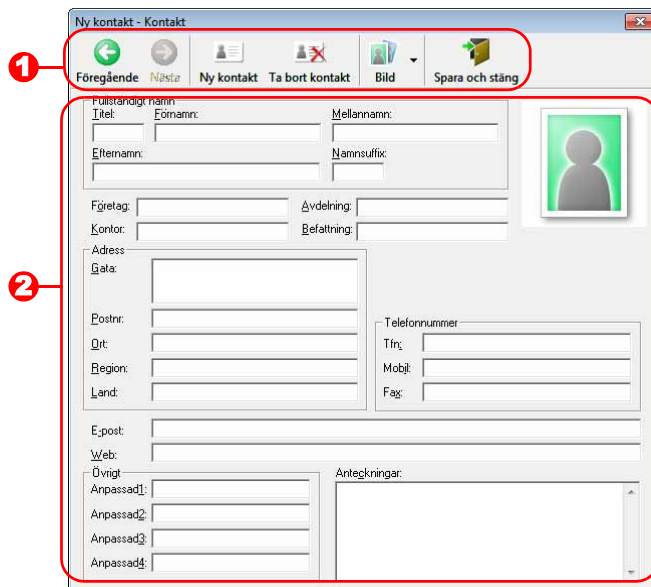 Ny kontakt - Kontakt
1
Föregående Nästa Ny kontakt Ta bort kontakt Bild Spara och stäng
2
Fullständigt namn
Titel: Förnamn: Mellannamn:
Efternamn: Namnsuffix:
Företag: Avdelning:
Kontor: Befattning:
Adress
Gata:
Postnr:
Ort:
Region:
Land:
Telefonnummer
Tfn:
Mobil:
Fax:
E-post:
Web:
Övrigt
Anpassad1:
Anpassad2:
Anpassad3:
Anpassad4:
Anteckningar: